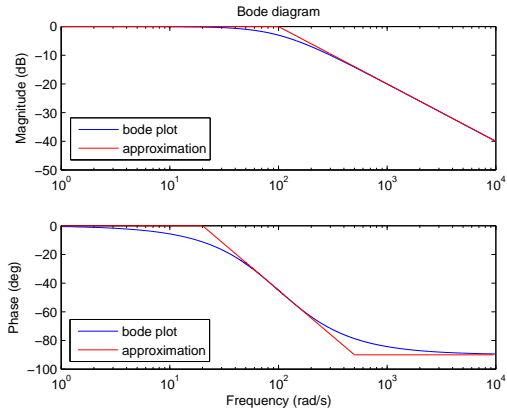 Bode diagram
Magnitude (dB)
0
−10
−20
−30
−40
−50
bode plot
approximation
10^0
10^1
10^2
10^3
10^4
Phase (deg)
0
−20
−40
−60
−80
−100
bode plot
approximation
10^0
10^1
10^2
10^3
10^4
Frequency (rad/s)